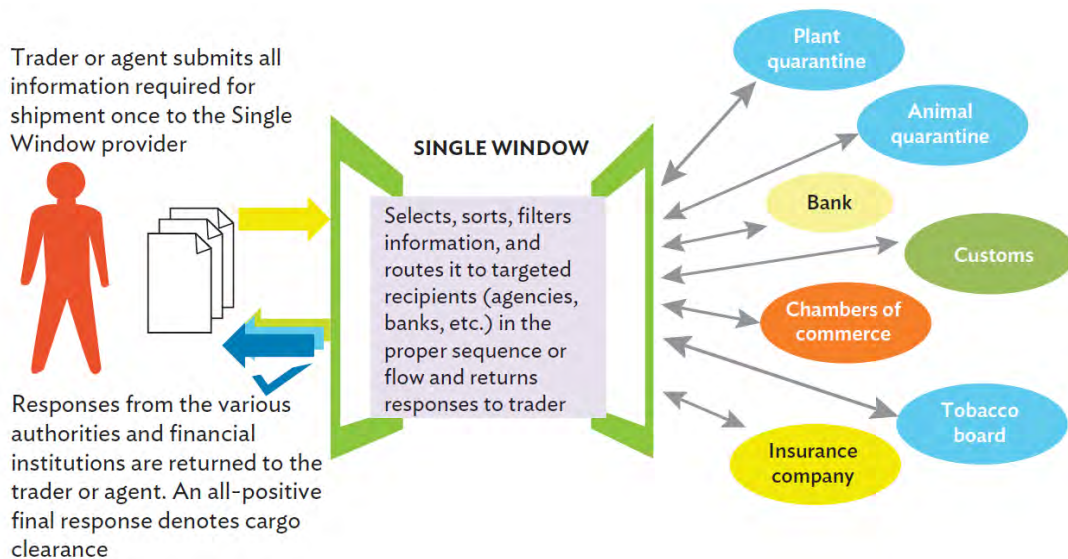 Trader or agent submits all
information required for
shipment once to the Single
Window provider
SINGLE WINDOW
Selects, sorts, filters
information, and
routes it to targeted
recipients (agencies,
banks, etc.) in the
proper sequence or
flow and returns
responses to trader
Responses from the various
authorities and financial
institutions are returned to the
trader or agent. An all-positive
final response denotes cargo
clearance
Plant
quarantine
Animal
quarantine
Bank
Customs
Chambers of
commerce
Tobacco
board
Insurance
company